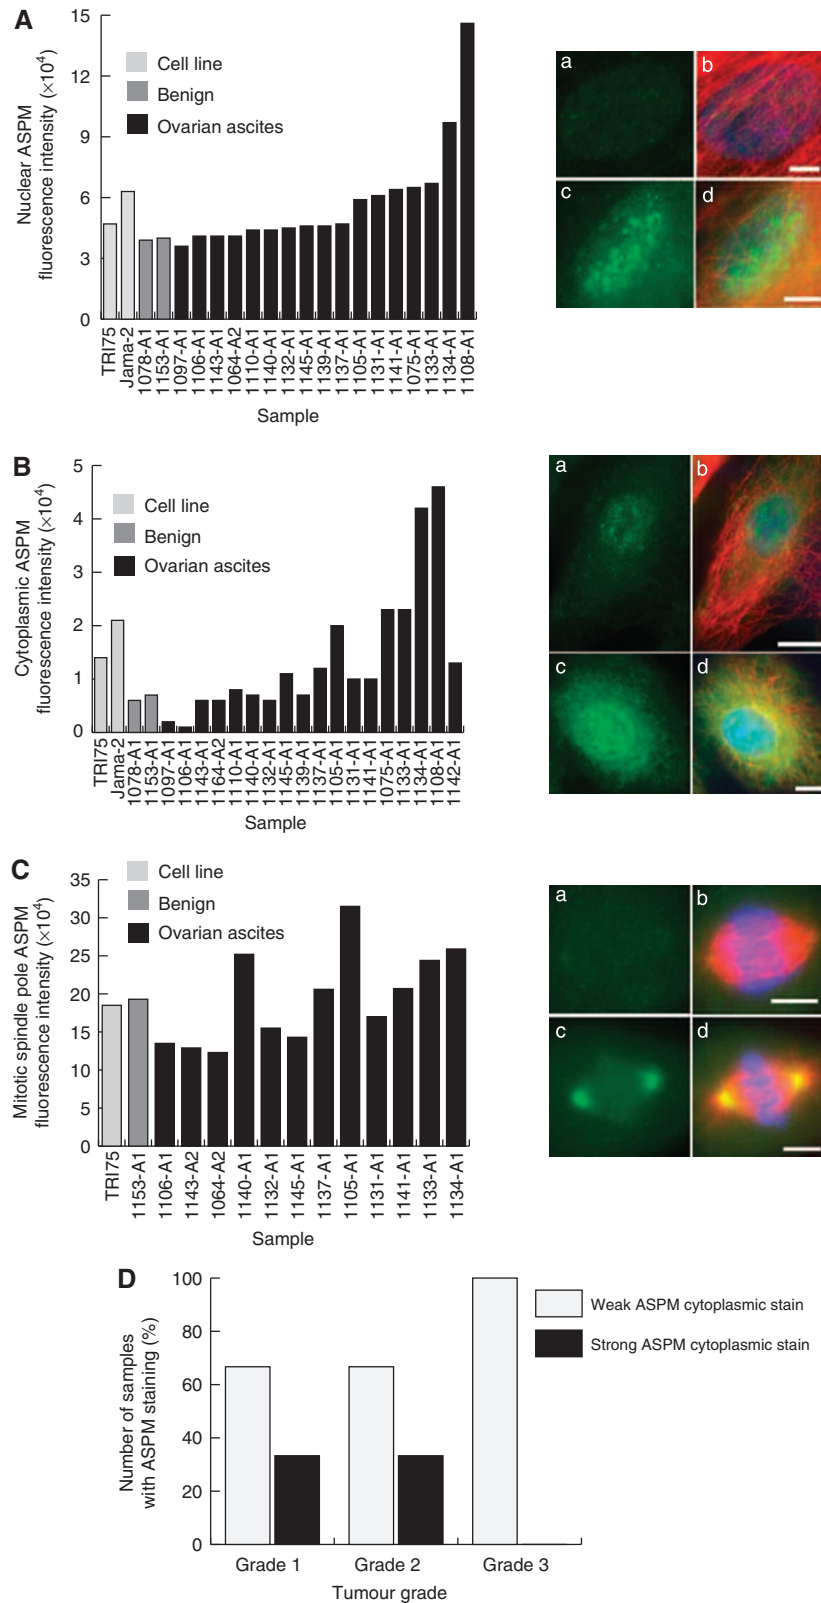 A
15
12
9
6
3
0
Nuclear ASPM
fluorescence intensity (×10⁴)
Cell line
Benign
Ovarian ascites
TRI75
Jama-2
1078-A1
1153-A1
1097-A1
1106-A1
1143-A1
1064-A2
1110-A1
1140-A1
1132-A1
1145-A1
1139-A1
1137-A1
1105-A1
1131-A1
1141-A1
1075-A1
1133-A1
1134-A1
1108-A1
Sample
a
b
c
d
B
5
4
3
2
1
0
Cytoplasmic ASPM
fluorescence intensity (×10⁴)
Cell line
Benign
Ovarian ascites
TRI75
Jama-2
1078-A1
1153-A1
1097-A1
1106-A1
1143-A1
1164-A2
1110-A1
1140-A1
1132-A1
1145-A1
1139-A1
1137-A1
1105-A1
1131-A1
1141-A1
1075-A1
1133-A1
1134-A1
1108-A1
1142-A1
Sample
a
b
c
d
C
35
30
25
20
15
10
5
0
Mitotic spindle pole ASPM
fluorescence intensity (×10⁴)
Cell line
Benign
Ovarian ascites
TRI75
1153-A1
1106-A1
1143-A2
1064-A2
1140-A1
1132-A1
1145-A1
1137-A1
1105-A1
1131-A1
1141-A1
1133-A1
1134-A1
Sample
a
b
c
d
D
100
80
60
40
20
0
Number of samples
with ASPM staining (%)
Weak ASPM cytoplasmic stain
Strong ASPM cytoplasmic stain
Grade 1
Grade 2
Grade 3
Tumour grade